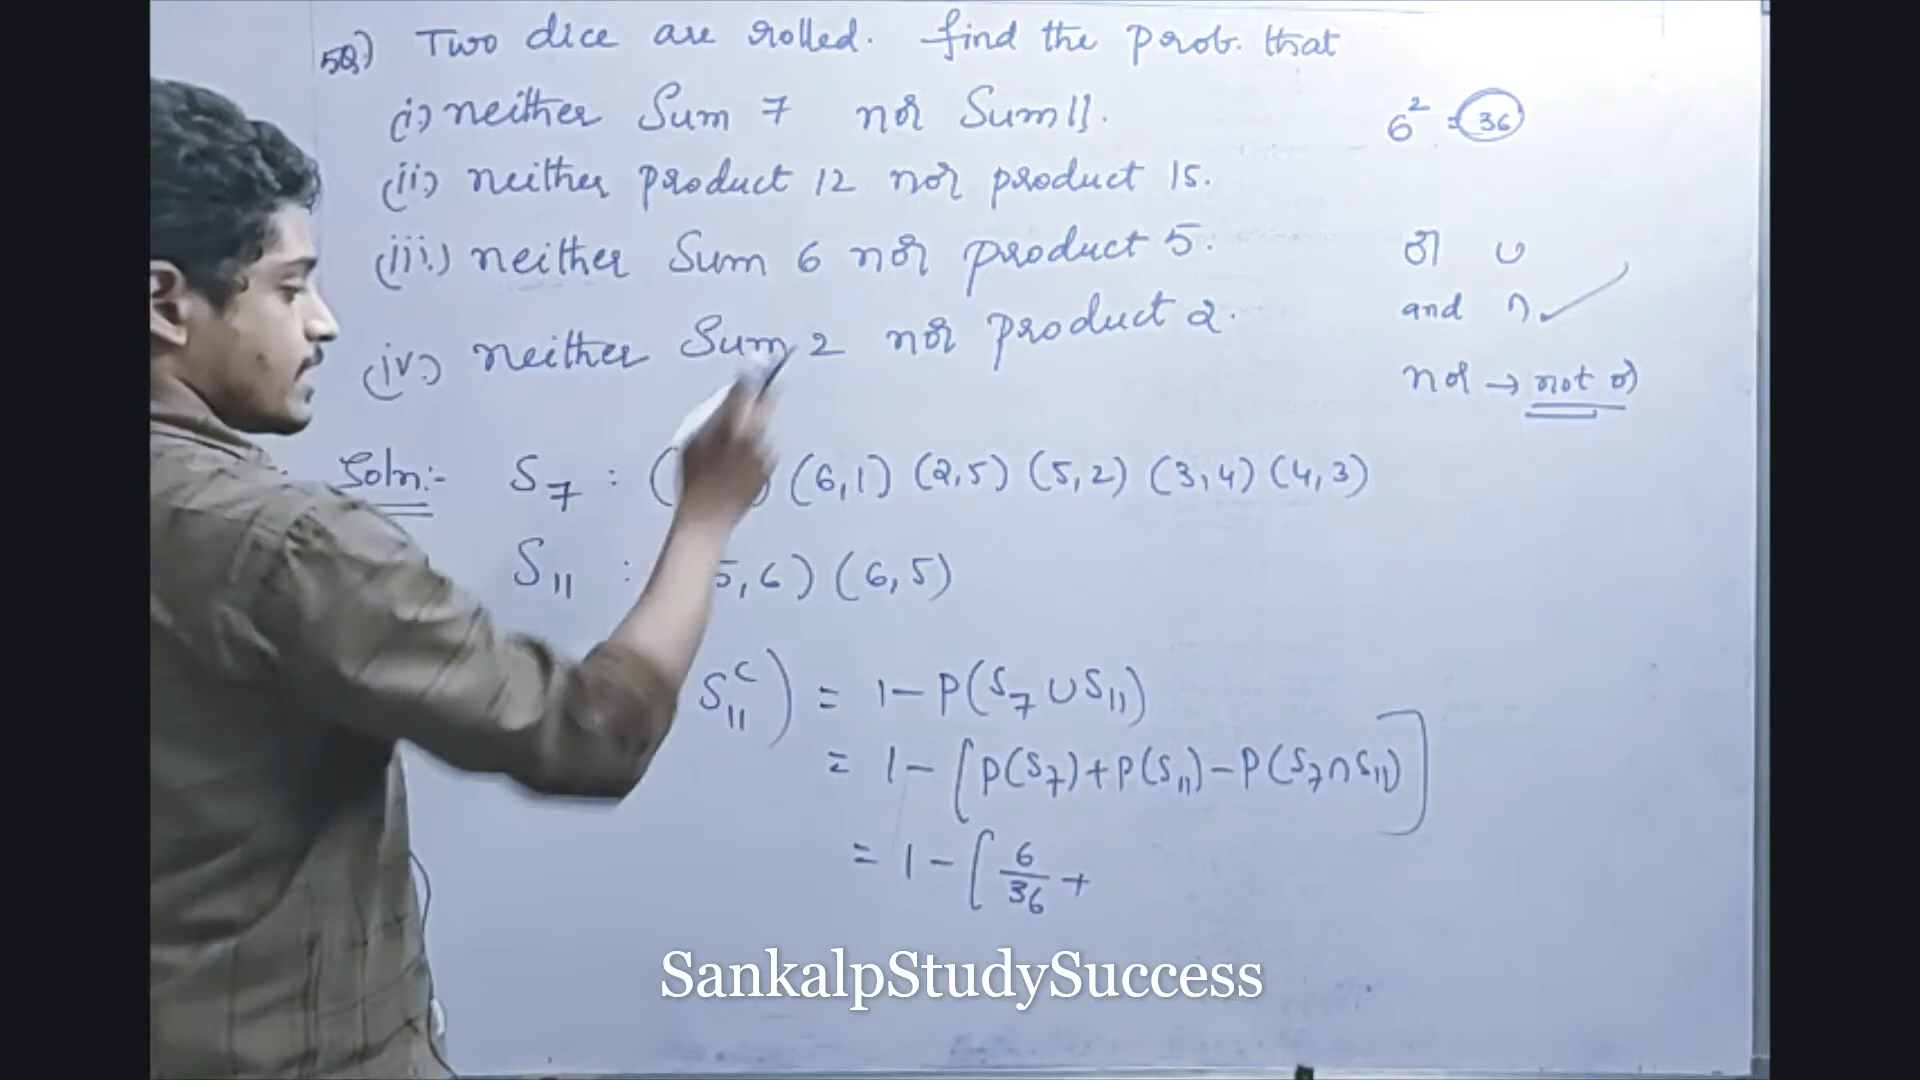 5Q) Two dice are rolled. find the prob. that
(i) neither Sum 7 nor Sum 11.
6² = 36
(ii) neither product 12 nor product 15.
(iii.) neither Sum 6 nor product 5.
or ∪
and ∩ ✓
(iv.) neither Sum 2 nor product 2.
nor → not or
Soln:- S₇ : ( ) (6,1) (2,5) (5,2) (3,4) (4,3)
S₁₁ : 5,6) (6,5)
S₁₁ᶜ) = 1-P(S₇ ∪ S₁₁)
= 1-[P(S₇)+P(S₁₁)-P(S₇∩S₁₁)]
= 1-[6/36 +
SankalpStudySuccess